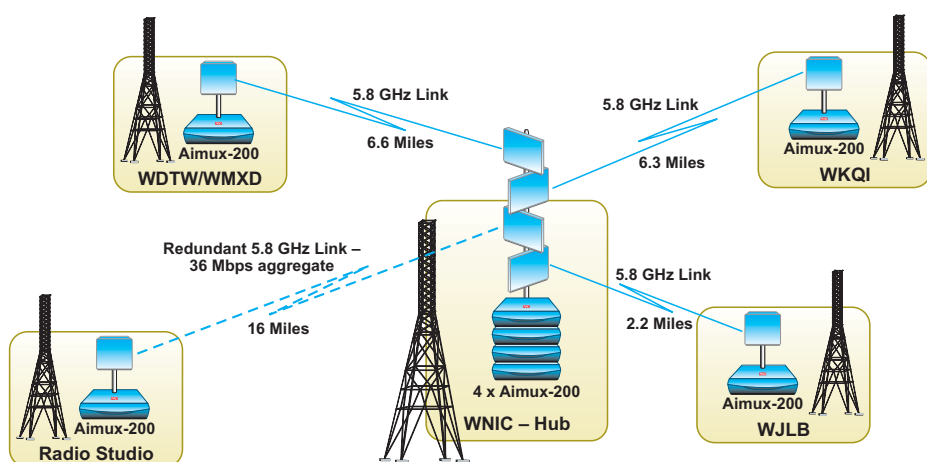 5.8 GHz Link
6.6 Miles
Aimux-200
WDTW/WMXD
5.8 GHz Link
6.3 Miles
Aimux-200
WKQI
Redundant 5.8 GHz Link –
36 Mbps aggregate
16 Miles
Aimux-200
Radio Studio
4 x Aimux-200
WNIC – Hub
5.8 GHz Link
2.2 Miles
Aimux-200
WJLB